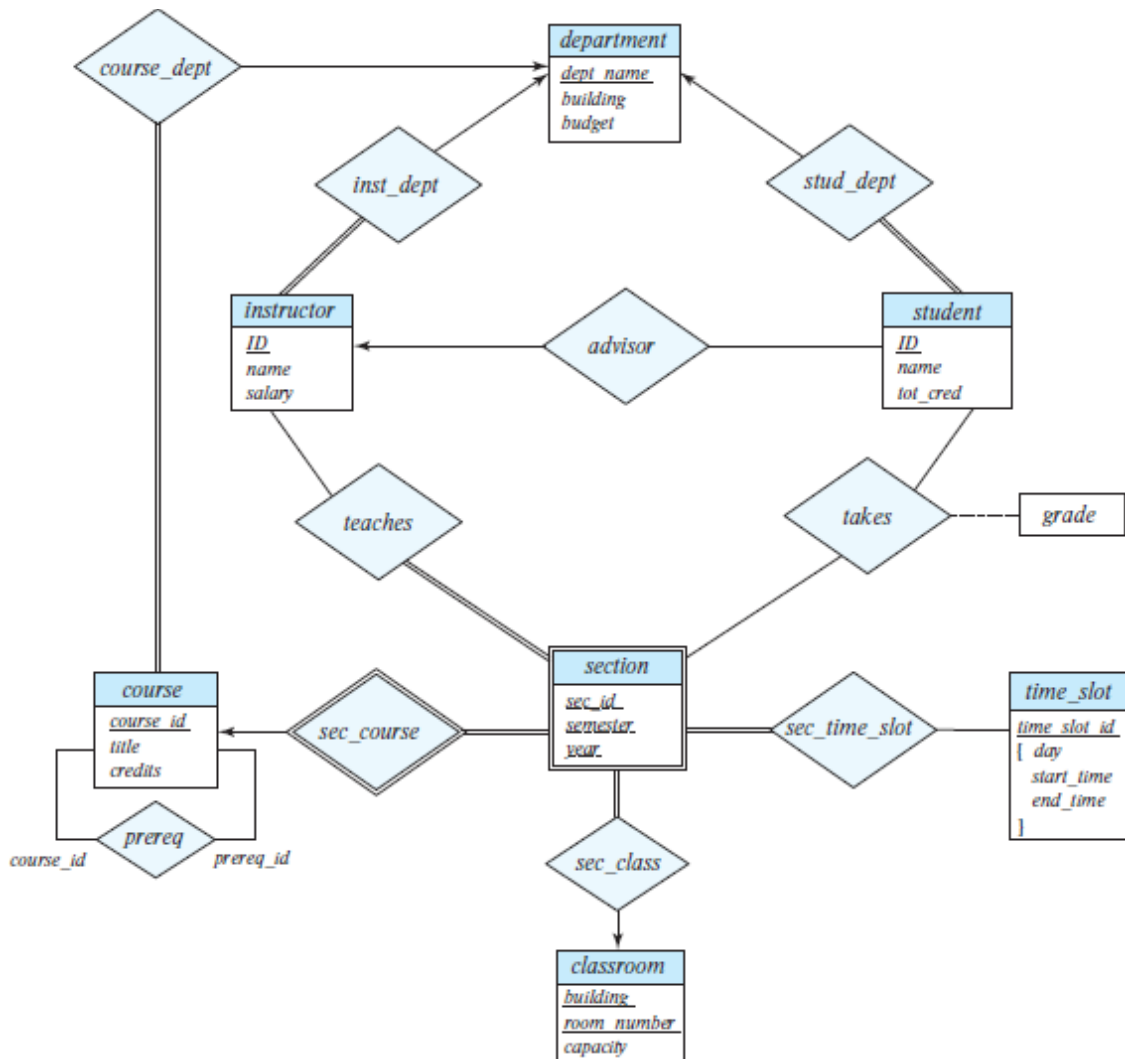 department
course_dept
dept_name
building
budget
inst_dept
stud_dept
instructor
ID
name
salary
advisor
student
ID
name
tot_cred
teaches
takes
grade
section
sec_id
semester
year
course
course_id
title
credits
sec_course
sec_time_slot
time_slot
time_slot_id
{ day
start_time
end_time
}
prereq
course_id
prereq_id
sec_class
classroom
building
room_number
capacity